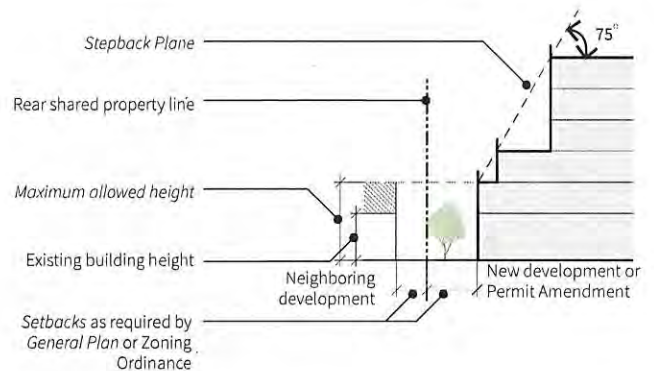 75°
Stepback Plane
Rear shared property line
Maximum allowed height
Existing building height
Neighboring
development
New development or
Permit Amendment
Setbacks as required by
General Plan or Zoning
Ordinance